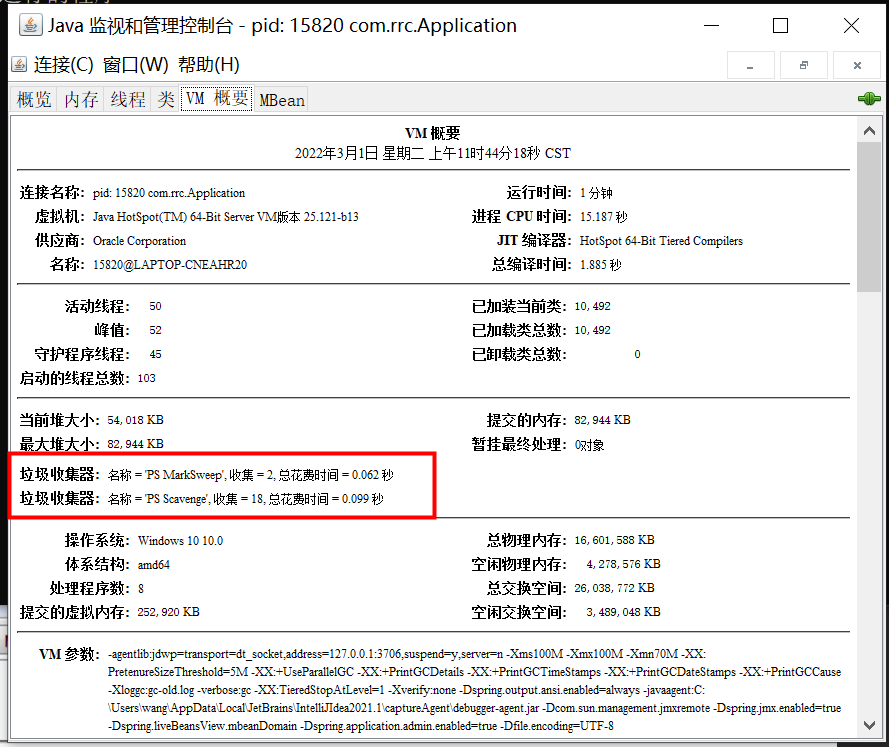 Java 监视和管理控制台 - pid: 15820 com.rrc.Application
连接(C) 窗口(W) 帮助(H)
概览 内存 线程 类 VM 概要 MBean
VM 概要
2022年3月1日 星期二 上午11时44分18秒 CST
连接名称: pid: 15820 com.rrc.Application 运行时间: 1 分钟
虚拟机: Java HotSpot(TM) 64-Bit Server VM版本 25.121-b13 进程 CPU 时间: 15.187 秒
供应商: Oracle Corporation JIT 编译器: HotSpot 64-Bit Tiered Compilers
名称: 15820@LAPTOP-CNEAHR20 总编译时间: 1.885 秒
活动线程: 50 已加装当前类: 10,492
峰值: 52 已加载类总数: 10,492
守护程序线程: 45 已卸载类总数: 0
启动的线程总数: 103
当前堆大小: 54,018 KB 提交的内存: 82,944 KB
最大堆大小: 82,944 KB 暂挂最终处理: 0对象
垃圾收集器: 名称 = 'PS MarkSweep', 收集 = 2, 总花费时间 = 0.062 秒
垃圾收集器: 名称 = 'PS Scavenge', 收集 = 18, 总花费时间 = 0.099 秒
操作系统: Windows 10 10.0 总物理内存: 16,601,588 KB
体系结构: amd64 空闲物理内存: 4,278,576 KB
处理程序数: 8 总交换空间: 26,038,772 KB
提交的虚拟内存: 252,920 KB 空闲交换空间: 3,489,048 KB
VM 参数: -agentlib:jdwp=transport=dt_socket,address=127.0.0.1:3706,suspend=y,server=n -Xms100M -Xmx100M -Xmn70M -XX:
PretenureSizeThreshold=5M -XX:+UseParallelGC -XX:+PrintGCDetails -XX:+PrintGCTimeStamps -XX:+PrintGCDateStamps -XX:+PrintGCCause
-Xloggc:gc-old.log -verbose:gc -XX:TieredStopAtLevel=1 -Xverify:none -Dspring.output.ansi.enabled=always -javaagent:C:
\Users\wang\AppData\Local\JetBrains\IntelliJIdea2021.1\captureAgent\debugger-agent.jar -Dcom.sun.management.jmxremote -Dspring.jmx.enabled=true
-Dspring.liveBeansView.mbeanDomain -Dspring.application.admin.enabled=true -Dfile.encoding=UTF-8